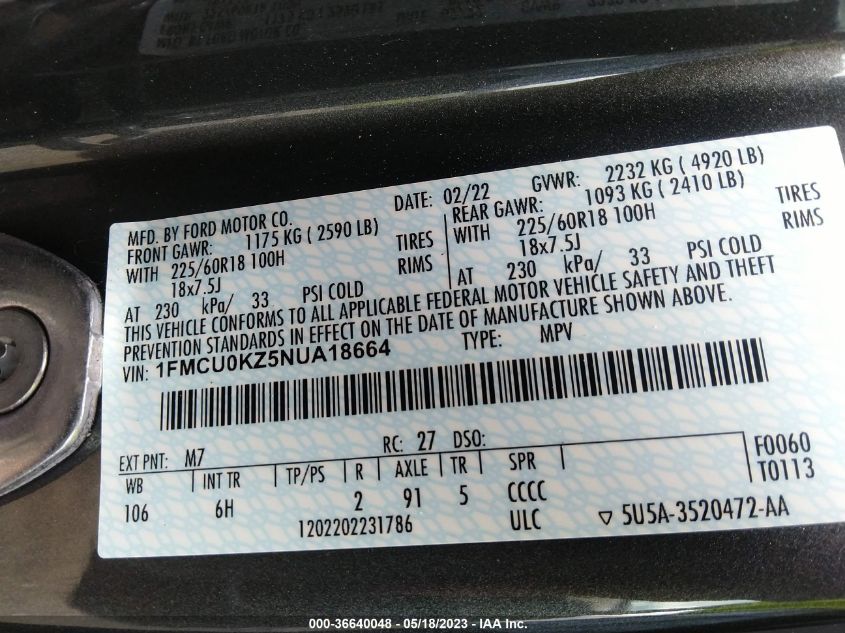 MFD. BY FORD MOTOR CO.
DATE: 02/22 GVWR: 2232 KG ( 4920 LB)
FRONT GAWR: 1175 KG ( 2590 LB)
REAR GAWR: 1093 KG ( 2410 LB)
WITH 225/60R18 100H TIRES
WITH 225/60R18 100H TIRES
18x7.5J RIMS
18x7.5J RIMS
AT 230 kPa/ 33 PSI COLD
AT 230 kPa/ 33 PSI COLD
THIS VEHICLE CONFORMS TO ALL APPLICABLE FEDERAL MOTOR VEHICLE SAFETY AND THEFT
PREVENTION STANDARDS IN EFFECT ON THE DATE OF MANUFACTURE SHOWN ABOVE.
VIN: 1FMCU0KZ5NUA18664 TYPE: MPV
EXT PNT: M7 RC: 27 DSO:
F0060
WB INT TR TP/PS R AXLE TR SPR
T0113
106 6H 2 91 5 CCCC
1202202231786 ULC ▽ 5U5A-3520472-AA
000-36640048 - 05/18/2023 - IAA Inc.